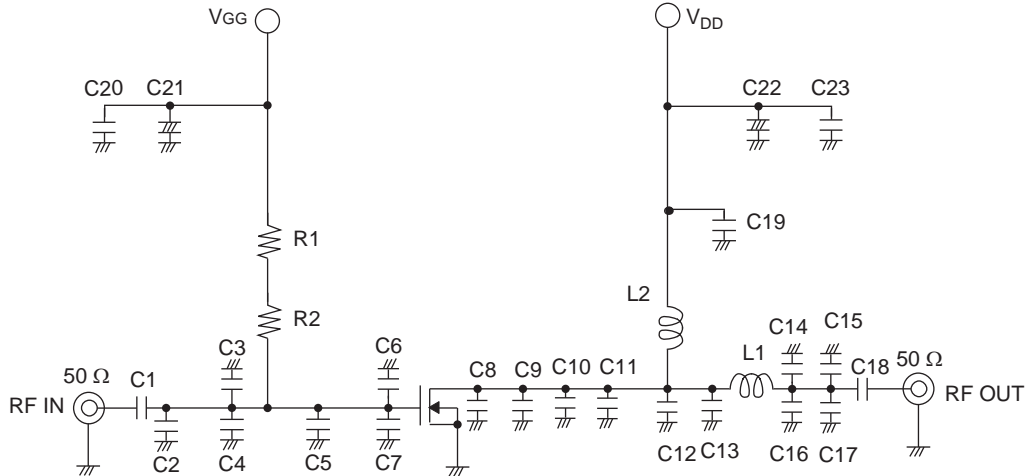 VGG
VDD
C20
C21
C22
C23
R1
C19
L2
R2
C3
C6
C14
C15
50 Ω
C1
C8
C9
C10
C11
L1
C18
50 Ω
RF IN
RF OUT
C2
C4
C5
C7
C12
C13
C16
C17